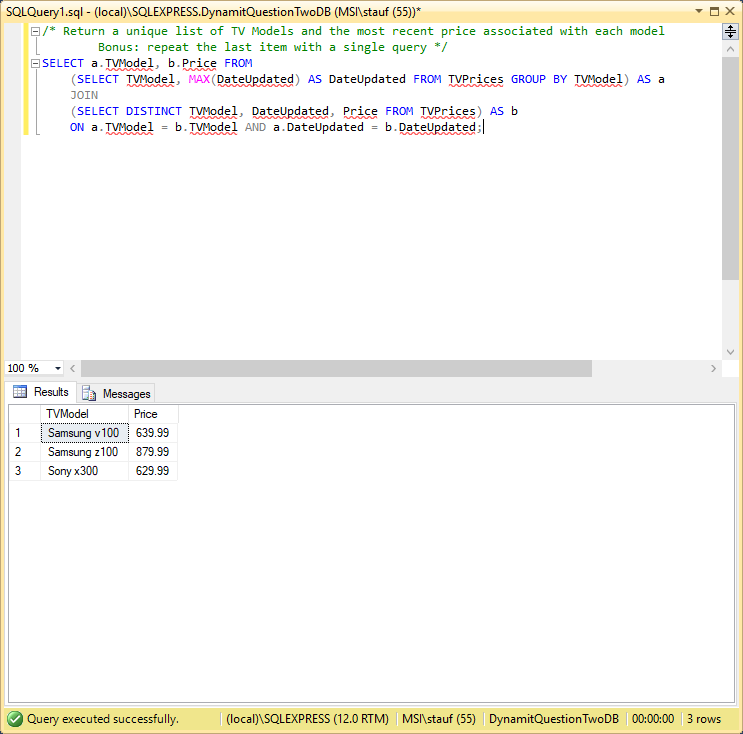 SQLQuery1.sql - (local)\SQLEXPRESS.DynamitQuestionTwoDB (MSI\stauf (55))*
/* Return a unique list of TV Models and the most recent price associated with each model
Bonus: repeat the last item with a single query */
SELECT a.TVModel, b.Price FROM
(SELECT TVModel, MAX(DateUpdated) AS DateUpdated FROM TVPrices GROUP BY TVModel) AS a
JOIN
(SELECT DISTINCT TVModel, DateUpdated, Price FROM TVPrices) AS b
ON a.TVModel = b.TVModel AND a.DateUpdated = b.DateUpdated;
100 %
Results Messages
TVModel Price
1 Samsung v100 639.99
2 Samsung z100 879.99
3 Sony x300 629.99
Query executed successfully. (local)\SQLEXPRESS (12.0 RTM) MSI\stauf (55) DynamitQuestionTwoDB 00:00:00 3 rows